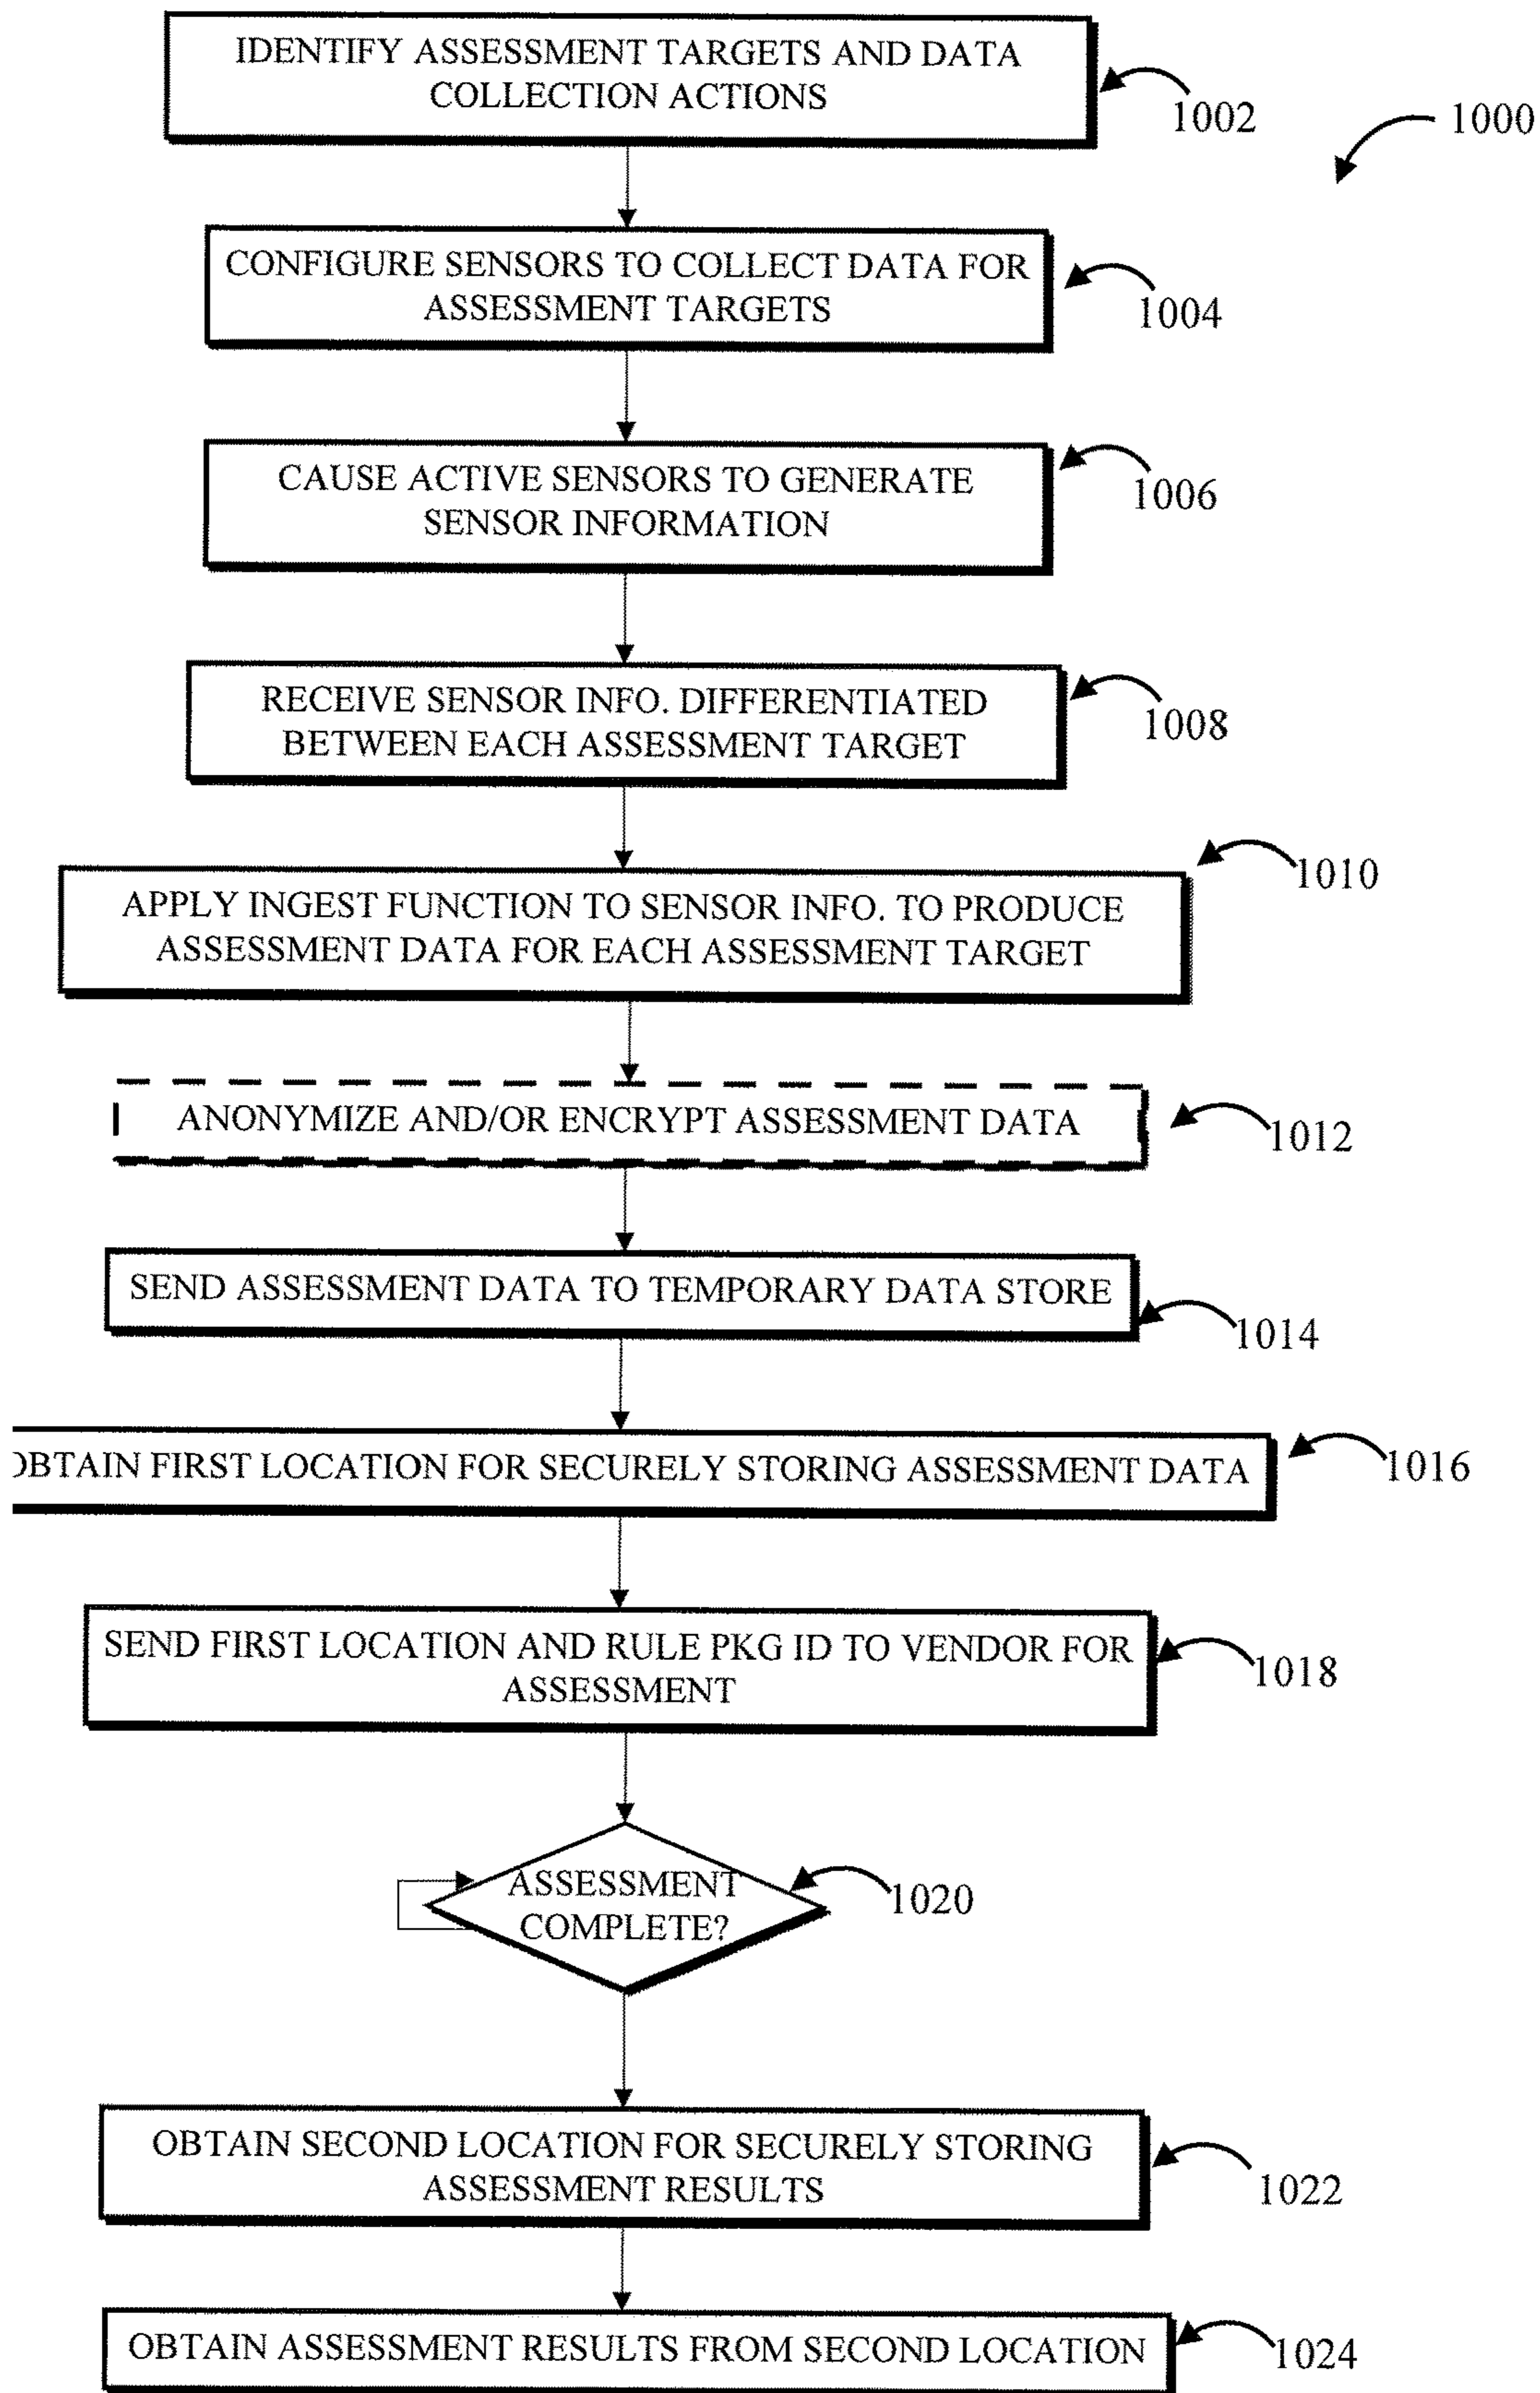 IDENTIFY ASSESSMENT TARGETS AND DATA
COLLECTION ACTIONS
1002
1000
CONFIGURE SENSORS TO COLLECT DATA FOR
ASSESSMENT TARGETS
1004
CAUSE ACTIVE SENSORS TO GENERATE
SENSOR INFORMATION
1006
RECEIVE SENSOR INFO. DIFFERENTIATED
BETWEEN EACH ASSESSMENT TARGET
1008
APPLY INGEST FUNCTION TO SENSOR INFO. TO PRODUCE
ASSESSMENT DATA FOR EACH ASSESSMENT TARGET
1010
ANONYMIZE AND/OR ENCRYPT ASSESSMENT DATA
1012
SEND ASSESSMENT DATA TO TEMPORARY DATA STORE
1014
OBTAIN FIRST LOCATION FOR SECURELY STORING ASSESSMENT DATA
1016
SEND FIRST LOCATION AND RULE PKG ID TO VENDOR FOR
ASSESSMENT
1018
ASSESSMENT
COMPLETE?
1020
OBTAIN SECOND LOCATION FOR SECURELY STORING
ASSESSMENT RESULTS
1022
OBTAIN ASSESSMENT RESULTS FROM SECOND LOCATION
1024